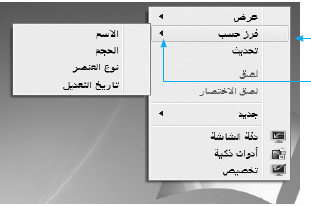 عرض
فرز حسب
تحديث
لصق
لصق الاختصار
جديد
دقة الشاشة
أدوات ذكية
تخصيص
الاسم
الحجم
نوع العنصر
تاريخ التعديل